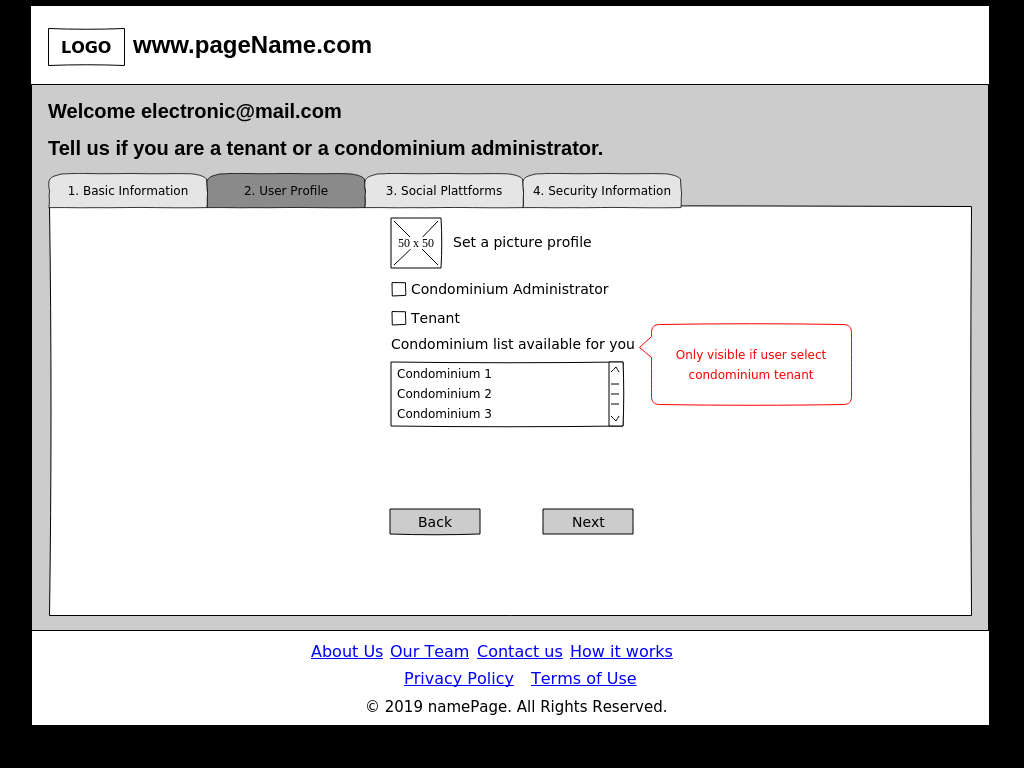 LOGO www.pageName.com
Welcome electronic@mail.com
Tell us if you are a tenant or a condominium administrator.
1. Basic Information 2. User Profile 3. Social Plattforms 4. Security Information
50 x 50 Set a picture profile
Condominium Administrator
Tenant
Condominium list available for you
Only visible if user select
condominium tenant
Condominium 1
Condominium 2
Condominium 3
Back Next
About Us Our Team Contact us How it works
Privacy Policy Terms of Use
© 2019 namePage. All Rights Reserved.